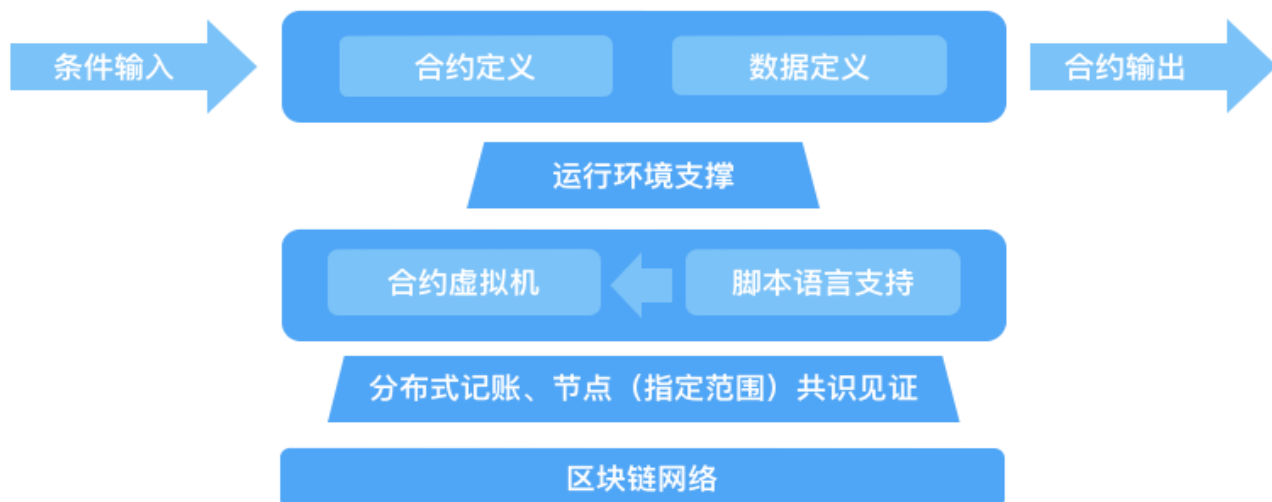 条件输入
合约定义
数据定义
合约输出
运行环境支撑
合约虚拟机
脚本语言支持
分布式记账、节点（指定范围）共识见证
区块链网络